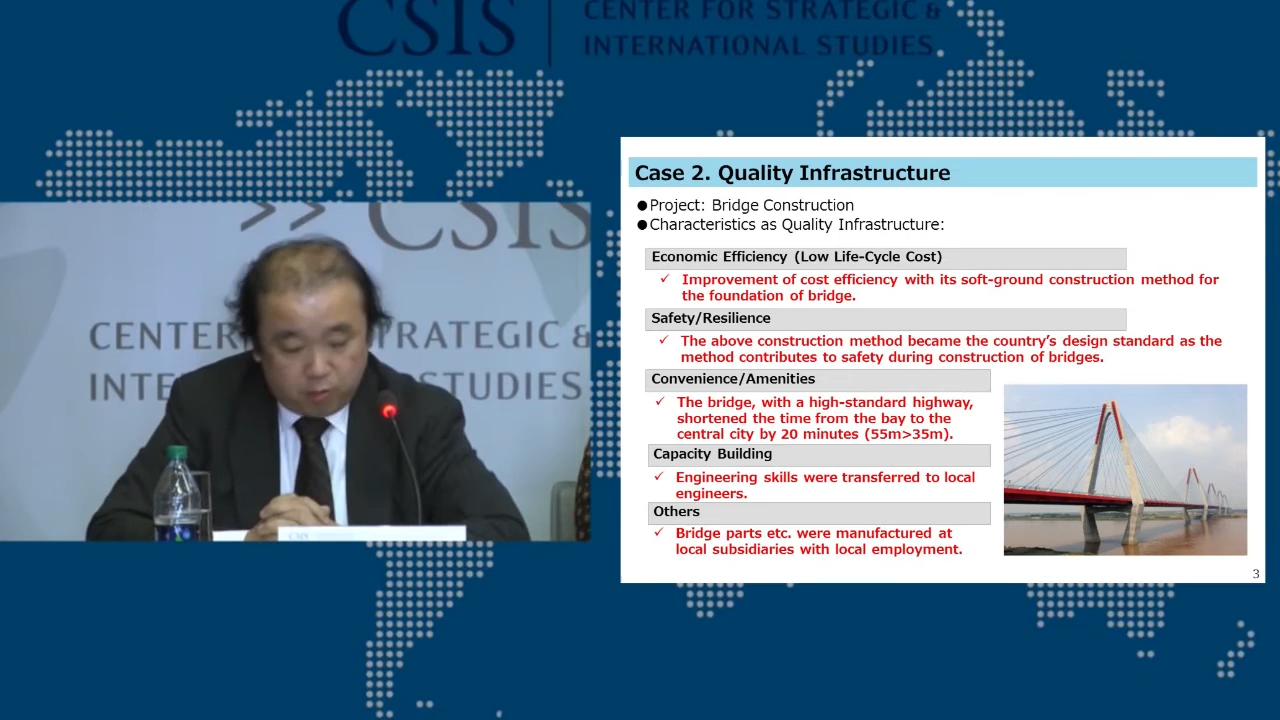 CSIS
CENTER FOR STRATEGIC &
INTERNATIONAL STUDIES
>> CSIS
CENTER TRATEGIC &
INTE STUDIES
CSIS
Case 2. Quality Infrastructure
●Project: Bridge Construction
●Characteristics as Quality Infrastructure:
Economic Efficiency (Low Life-Cycle Cost)
✓ Improvement of cost efficiency with its soft-ground construction method for
the foundation of bridge.
Safety/Resilience
✓ The above construction method became the country's design standard as the
method contributes to safety during construction of bridges.
Convenience/Amenities
✓ The bridge, with a high-standard highway,
shortened the time from the bay to the
central city by 20 minutes (55m>35m).
Capacity Building
✓ Engineering skills were transferred to local
engineers.
Others
✓ Bridge parts etc. were manufactured at
local subsidiaries with local employment.
3